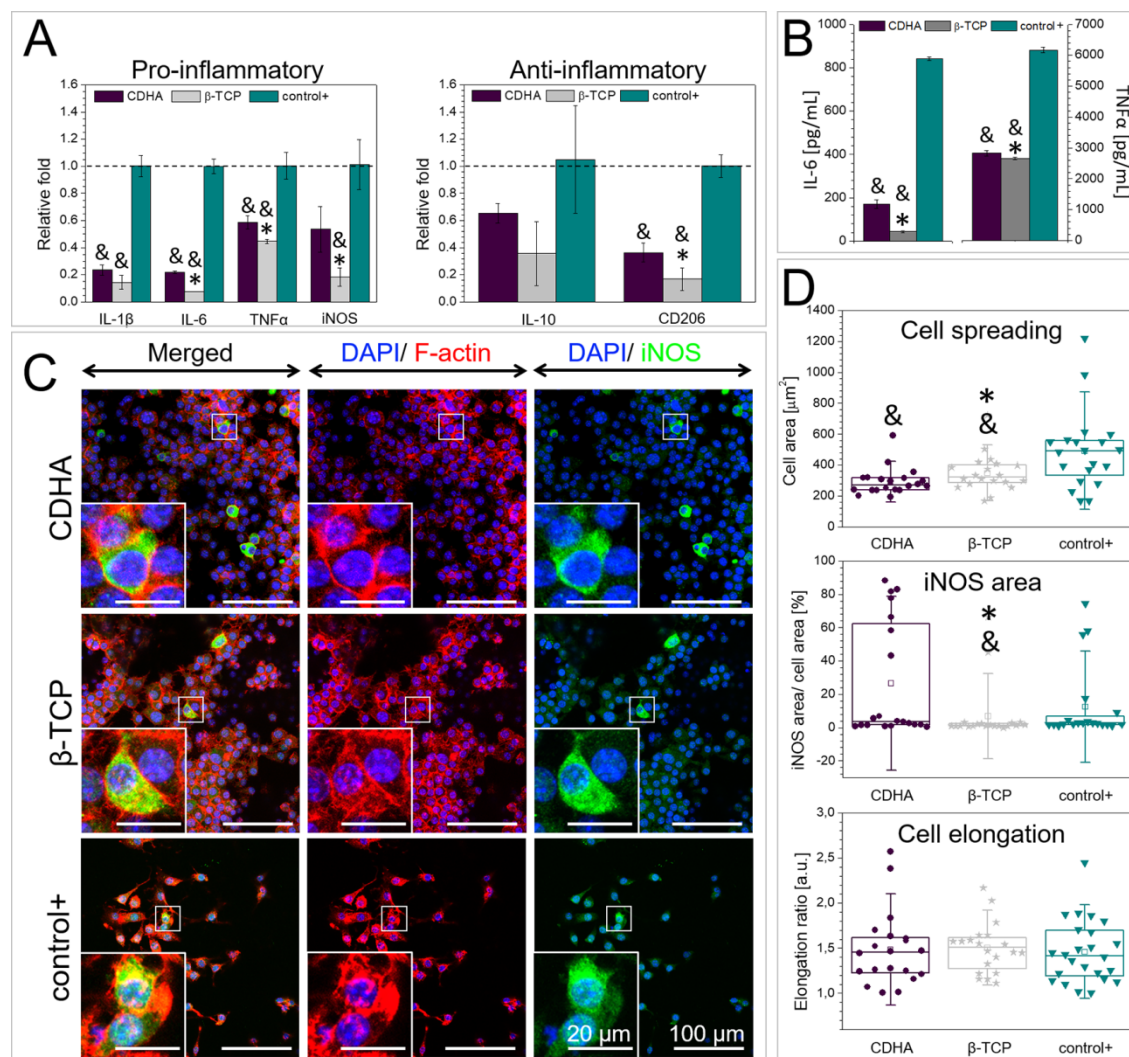 A
Pro-inflammatory
CDHA β-TCP control+
Relative fold
1.6
1.4
1.2
1.0
0.8
0.6
0.4
0.2
0.0
& & & & & & & *
* *
IL-1β IL-6 TNFα iNOS
Anti-inflammatory
CDHA β-TCP control+
Relative fold
1.6
1.4
1.2
1.0
0.8
0.6
0.4
0.2
0.0
& &
*
IL-10 CD206
B
CDHA β-TCP control+
IL-6 [pg/mL]
1000
800
600
400
200
0
& & & &
* *
7000
6000
5000
4000
3000
2000
1000
0
TNFα [pg/mL]
C
Merged DAPI/ F-actin DAPI/ iNOS
CDHA
β-TCP
control+
20 µm 100 µm
D
Cell spreading
Cell area [µm²]
1400
1200
1000
800
600
400
200
0
& *
&
CDHA β-TCP control+
iNOS area
iNOS area/ cell area [%]
100
80
60
40
20
0
-20
*
&
CDHA β-TCP control+
Cell elongation
Elongation ratio [a.u.]
3,0
2,5
2,0
1,5
1,0
CDHA β-TCP control+